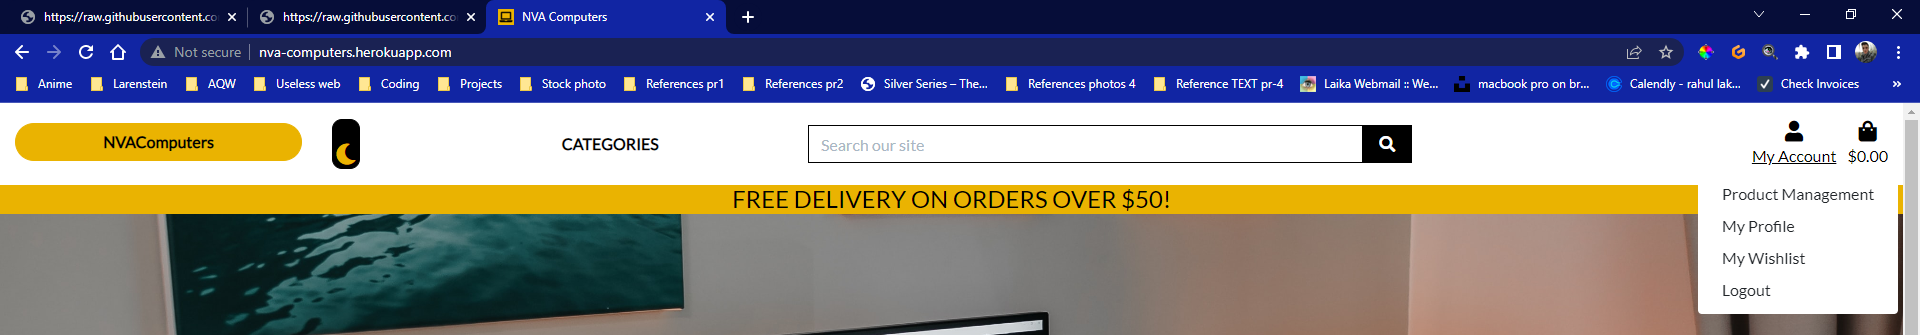 https://raw.githubusercontent.co
https://raw.githubusercontent.co
NVA Computers
Not secure
nva-computers.herokuapp.com
Anime
Larenstein
AQW
Useless web
Coding
Projects
Stock photo
References pr1
References pr2
Silver Series – The...
References photos 4
Reference TEXT pr-4
Laika Webmail :: We...
macbook pro on br...
Calendly - rahul lak...
Check Invoices
NVAComputers
CATEGORIES
Search our site
My Account
$0.00
FREE DELIVERY ON ORDERS OVER $50!
Product Management
My Profile
My Wishlist
Logout